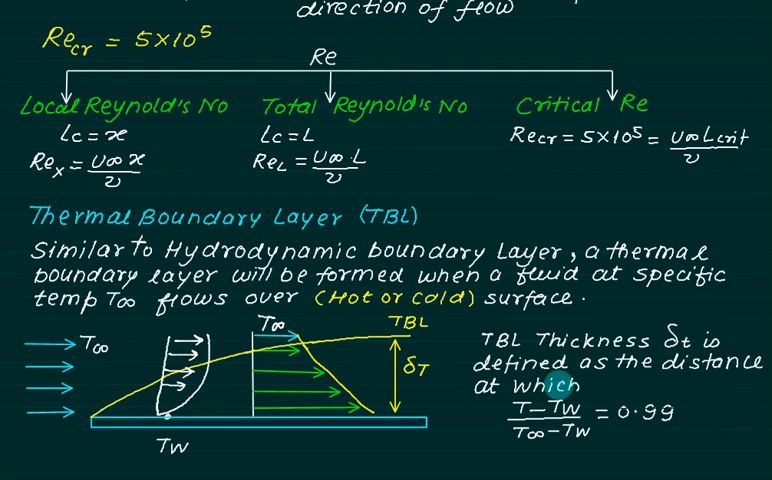 direction of flow
Recr = 5×10⁵
Re
Local Reynold's No
Lc = x
Rex = U∞ x / ν
Total Reynold's No
Lc = L
ReL = U∞ · L / ν
Critical Re
Recr = 5×10⁵ = U∞ Lcrit / ν
Thermal Boundary Layer (TBL)
Similar to Hydrodynamic boundary Layer, a thermal
boundary layer will be formed when a fluid at specific
temp T∞ flows over (Hot or cold) surface.
T∞
T∞
TBL
δT
TW
TBL Thickness δt is
defined as the distance
at which
T - TW / T∞ - TW = 0.99